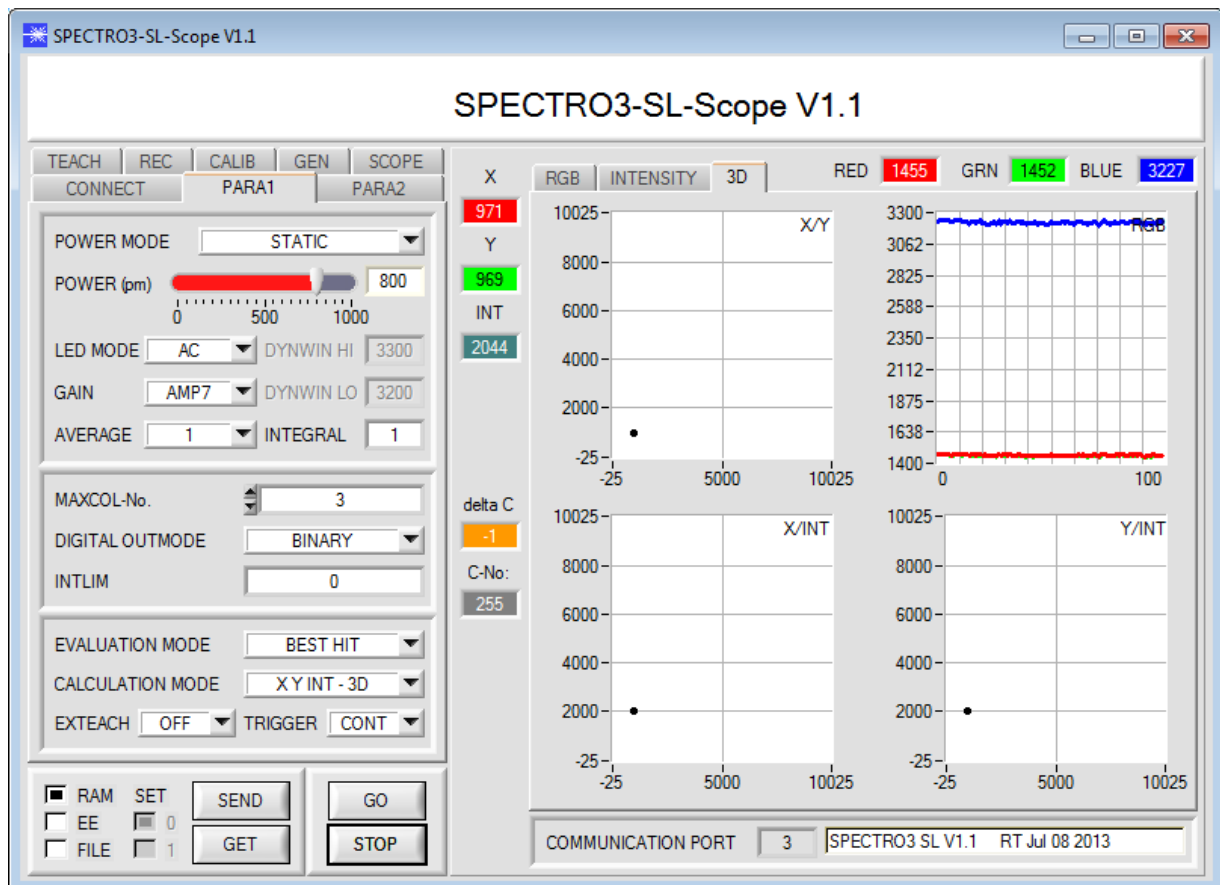 SPECTRO3-SL-Scope V1.1
SPECTRO3-SL-Scope V1.1
TEACH REC CALIB GEN SCOPE
CONNECT PARA1 PARA2
POWER MODE STATIC
POWER (pm) 800
0 500 1000
LED MODE AC DYNWIN HI 3300
GAIN AMP7 DYNWIN LO 3200
AVERAGE 1 INTEGRAL 1
MAXCOL-No. 3
DIGITAL OUTMODE BINARY
INTLIM 0
EVALUATION MODE BEST HIT
CALCULATION MODE X Y INT - 3D
EXTEACH OFF TRIGGER CONT
RAM SET SEND GO
EE 0
FILE 1 GET STOP
X
971
Y
969
INT
2044
delta C
-1
C-No:
255
RGB INTENSITY 3D RED 1455 GRN 1452 BLUE 3227
X/Y
10025
8000
6000
4000
2000
-25
-25 5000 10025
RGB
3300
3062
2825
2588
2350
2112
1875
1638
1400
0 100
X/INT
10025
8000
6000
4000
2000
-25
-25 5000 10025
Y/INT
10025
8000
6000
4000
2000
-25
-25 5000 10025
COMMUNICATION PORT 3 SPECTRO3 SL V1.1 RT Jul 08 2013